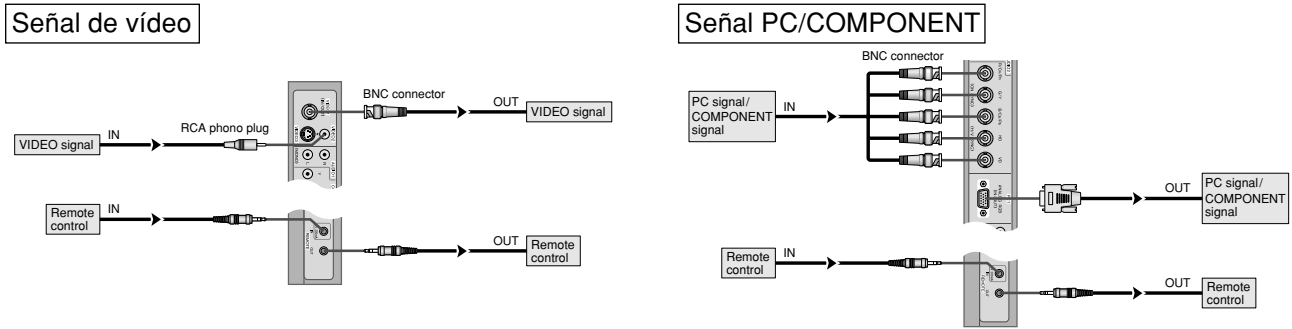 Señal de vídeo
BNC connector
OUT
VIDEO signal
RCA phono plug
IN
VIDEO signal
Remote
control
IN
OUT
Remote
control
Señal PC/COMPONENT
BNC connector
PC signal/
COMPONENT
signal
IN
OUT
PC signal/
COMPONENT
signal
Remote
control
IN
OUT
Remote
control